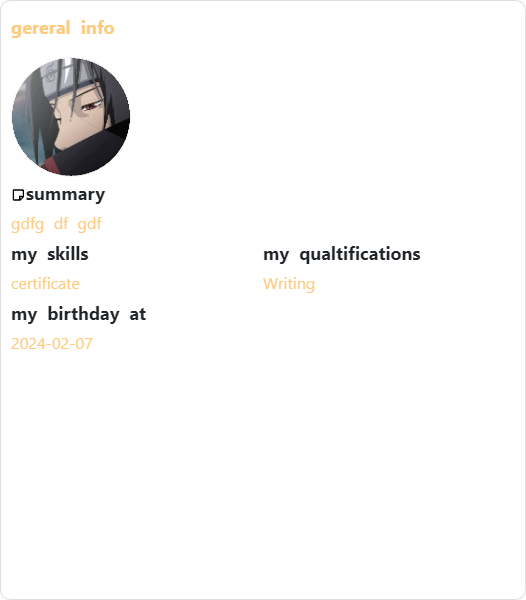 gereral info
summary
gdfg df gdf
my skills
my qualtifications
certificate
Writing
my birthday at
2024-02-07